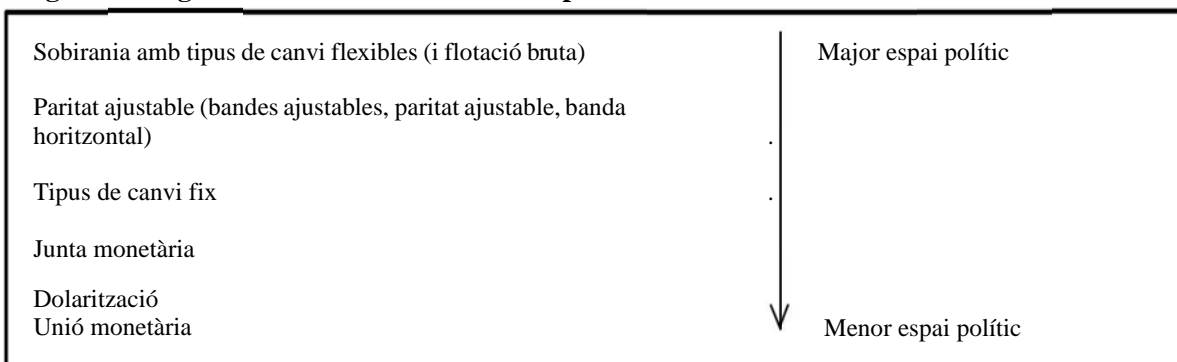 Sobirania amb tipus de canvi flexibles (i flotació bruta)
Major espai polític
Paritat ajustable (bandes ajustables, paritat ajustable, banda
horitzontal)
.
Tipus de canvi fix
.
Junta monetària
Dolarització
Unió monetària
Menor espai polític